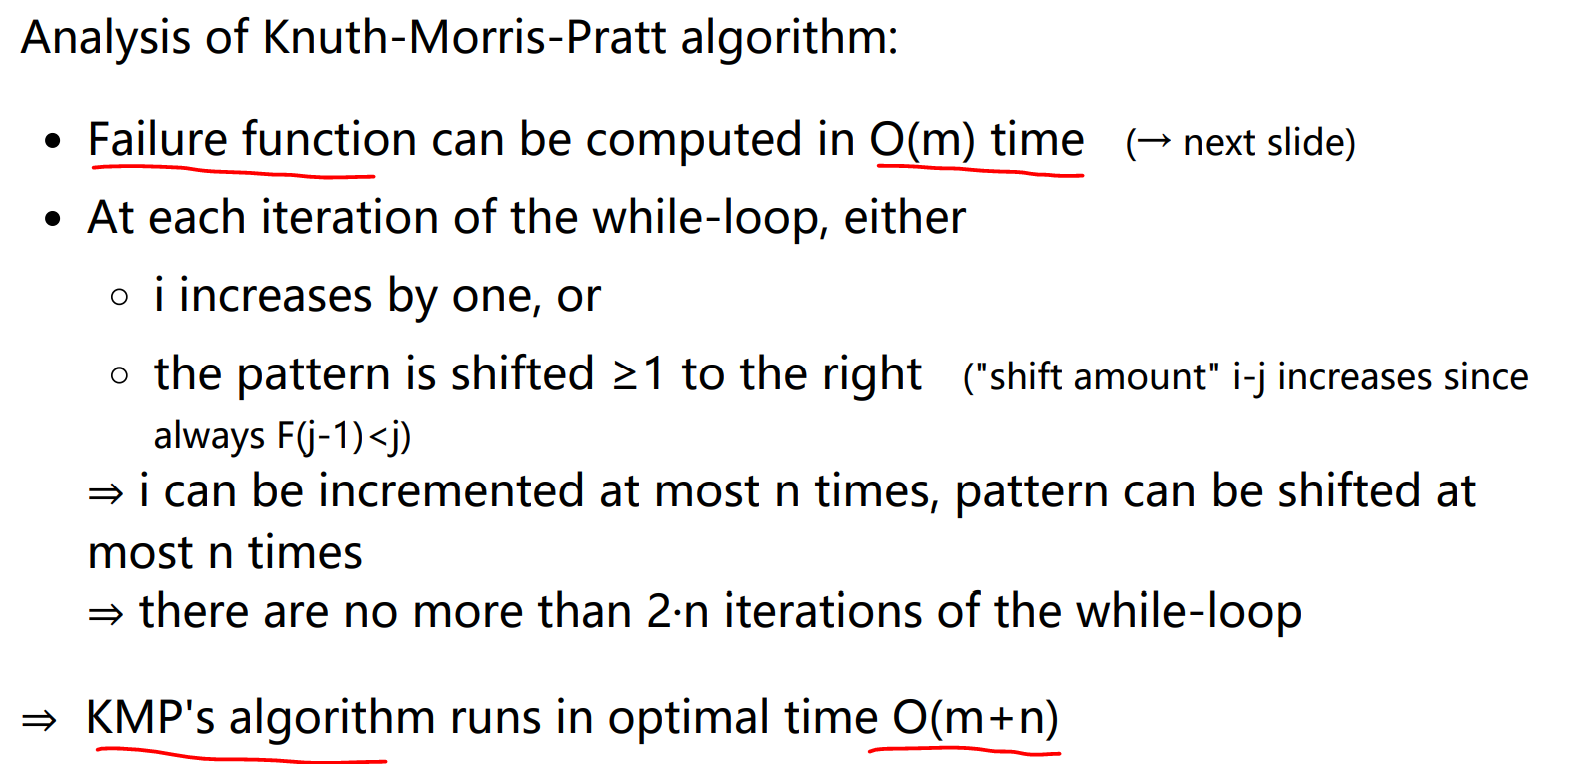 Analysis of Knuth-Morris-Pratt algorithm:
• Failure function can be computed in O(m) time (→ next slide)
• At each iteration of the while-loop, either
○ i increases by one, or
○ the pattern is shifted ≥1 to the right ("shift amount" i-j increases since
always F(j-1)<j)
⇒ i can be incremented at most n times, pattern can be shifted at
most n times
⇒ there are no more than 2·n iterations of the while-loop
⇒ KMP's algorithm runs in optimal time O(m+n)